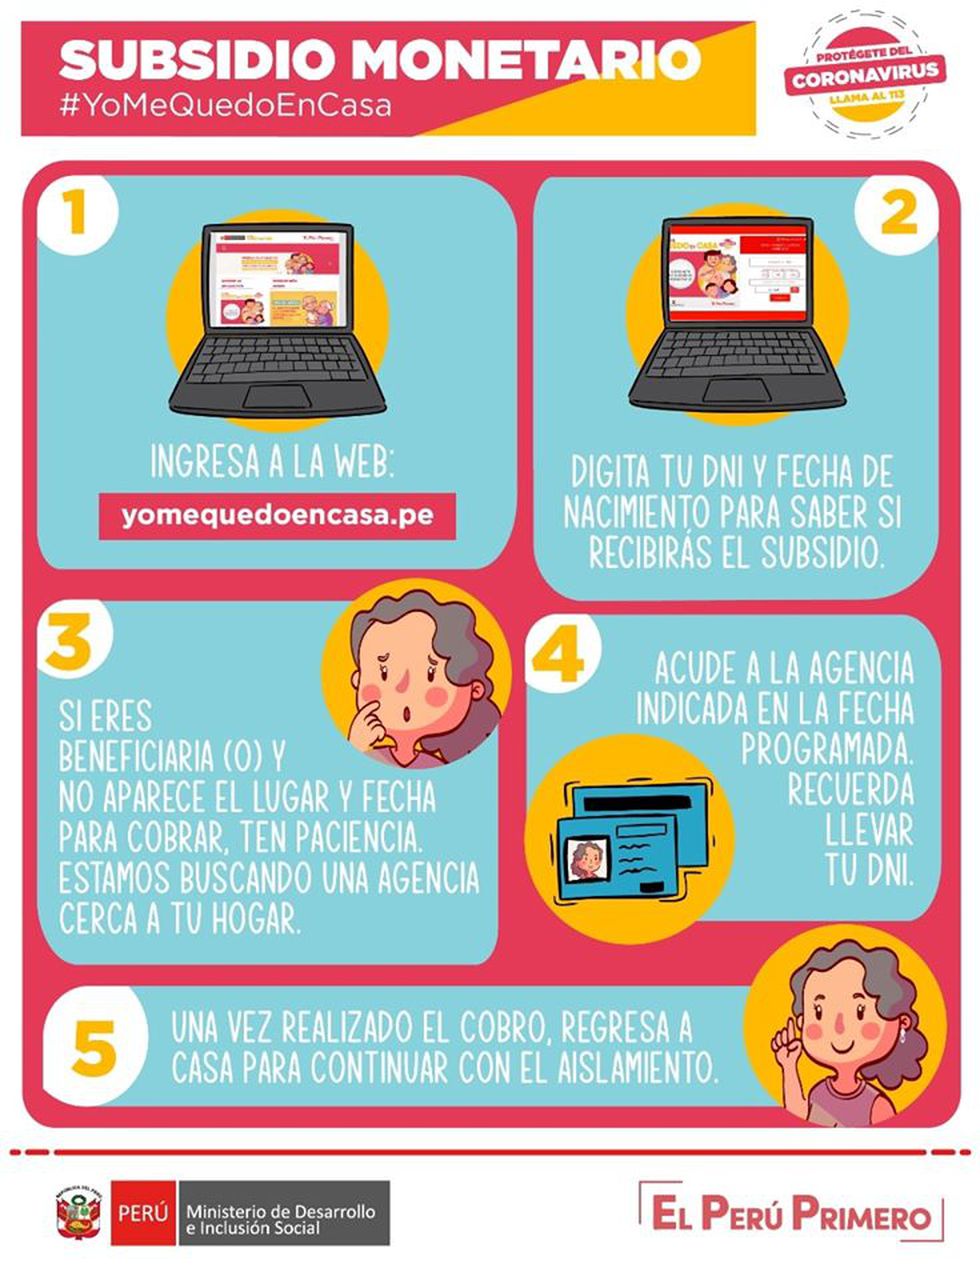 SUBSIDIO MONETARIO
#YoMeQuedoEnCasa
PROTÉGETE DEL
CORONAVIRUS
LLAMA AL 113
1
INGRESA A LA WEB:
yomequedoencasa.pe
2
DIGITA TU DNI Y FECHA DE
NACIMIENTO PARA SABER SI
RECIBIRÁS EL SUBSIDIO.
3
SI ERES
BENEFICIARIA (O) Y
NO APARECE EL LUGAR Y FECHA
PARA COBRAR, TEN PACIENCIA.
ESTAMOS BUSCANDO UNA AGENCIA
CERCA A TU HOGAR.
4
ACUDE A LA AGENCIA
INDICADA EN LA FECHA
PROGRAMADA.
RECUERDA
LLEVAR
TU DNI.
5
UNA VEZ REALIZADO EL COBRO, REGRESA A
CASA PARA CONTINUAR CON EL AISLAMIENTO.
PERÚ
Ministerio de Desarrollo
e Inclusión Social
EL PERÚ PRIMERO